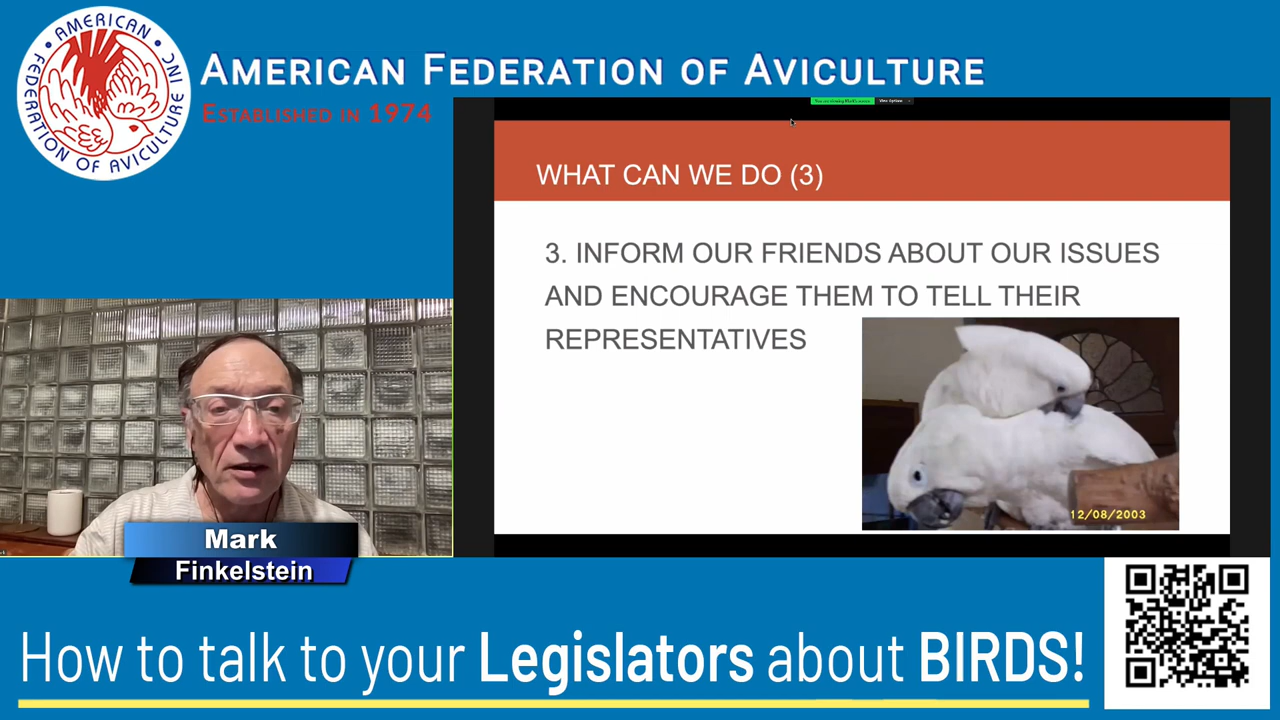 AMERICAN
FEDERATION OF AVICULTURE INC
AMERICAN FEDERATION OF AVICULTURE
ESTABLISHED IN 1974
View Options
WHAT CAN WE DO (3)
3. INFORM OUR FRIENDS ABOUT OUR ISSUES
AND ENCOURAGE THEM TO TELL THEIR
REPRESENTATIVES
12/08/2003
Mark
Finkelstein
How to talk to your Legislators about BIRDS!